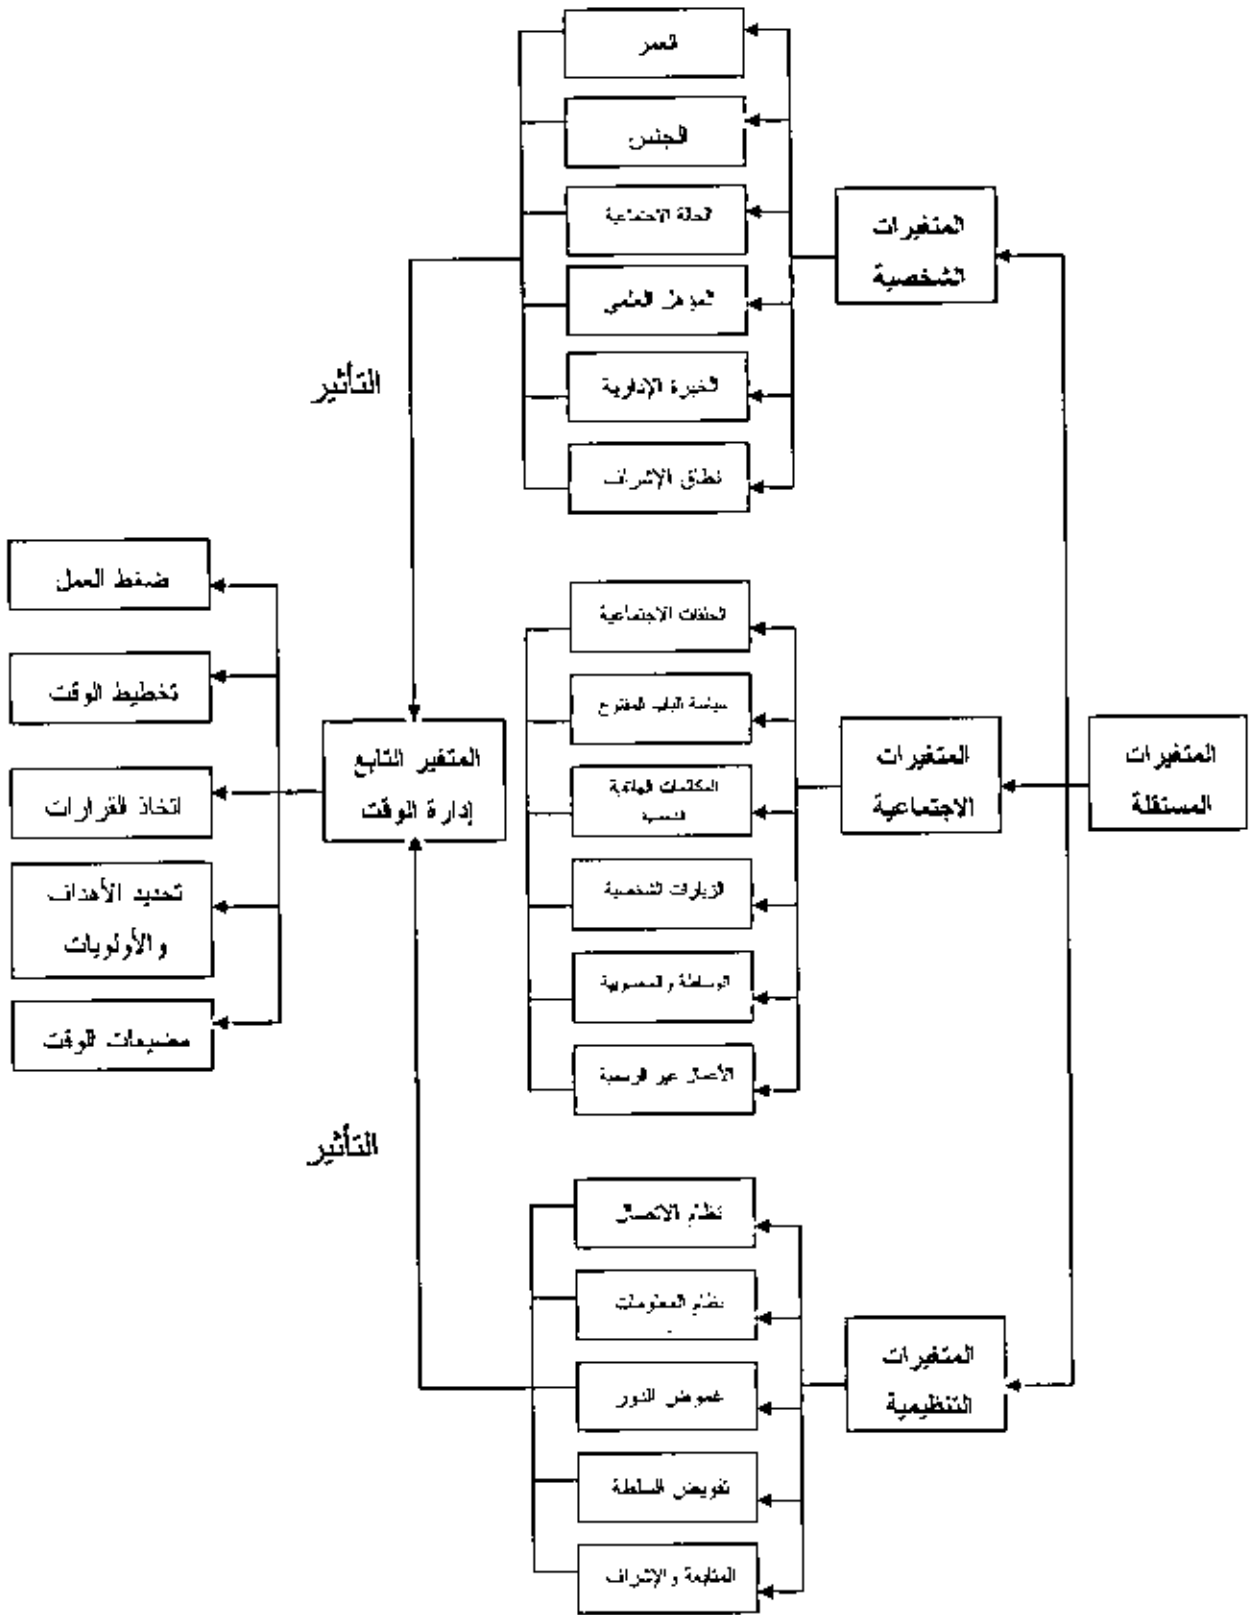 المتغيرات
المستقلة
المتغيرات
الشخصية
العمر
الجنس
الحالة الاجتماعية
المؤهل العلمي
الخبرة الإدارية
نطاق الإشراف
المتغيرات
الاجتماعية
الاجتماعية
سياسة الباب المفتوح
المكالمات الهاتفية
الشخصية
الزيارات الشخصية
الوساطة والمحسوبية
الأعمال غير الرسمية
المتغيرات
التنظيمية
نظام الاتصال
نظام المعلومات
غموض الدور
تفويض السلطة
المتابعة والإشراف
التأثير
التأثير
المتغير التابع
إدارة الوقت
ضغط العمل
تخطيط الوقت
اتخاذ القرارات
تحديد الأهداف
والأولويات
مضيعات الوقت